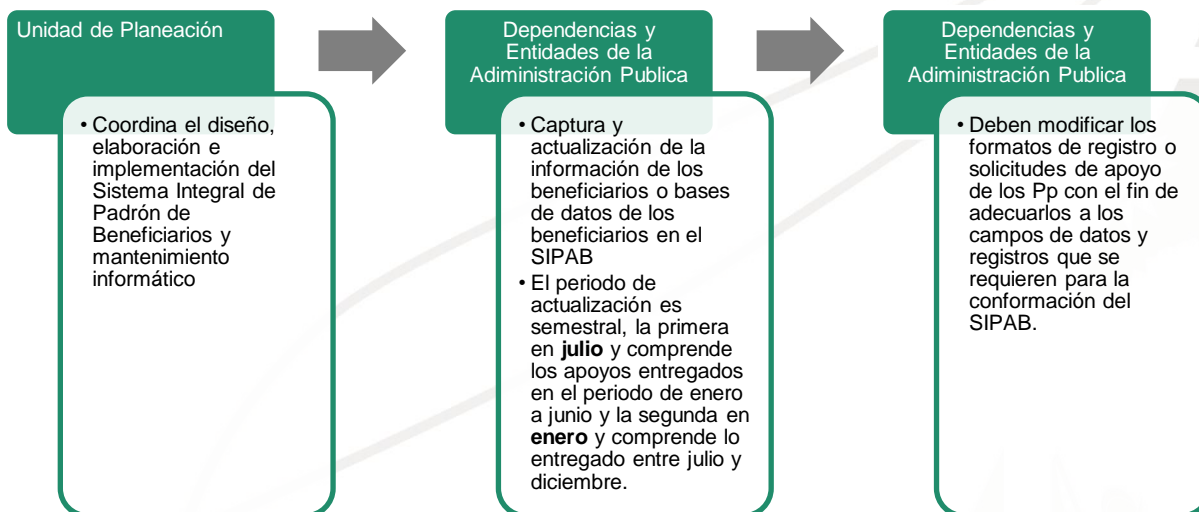 Unidad de Planeación
• Coordina el diseño,
elaboración e
implementación del
Sistema Integral de
Padrón de
Beneficiarios y
mantenimiento
informático
Dependencias y
Entidades de la
Adiministración Publica
• Captura y
actualización de la
información de los
beneficiarios o bases
de datos de los
beneficiarios en el
SIPAB
• El periodo de
actualización es
semestral, la primera
en julio y comprende
los apoyos entregados
en el periodo de enero
a junio y la segunda en
enero y comprende lo
entregado entre julio y
diciembre.
Dependencias y
Entidades de la
Adiministración Publica
• Deben modificar los
formatos de registro o
solicitudes de apoyo
de los Pp con el fin de
adecuarlos a los
campos de datos y
registros que se
requieren para la
conformación del
SIPAB.